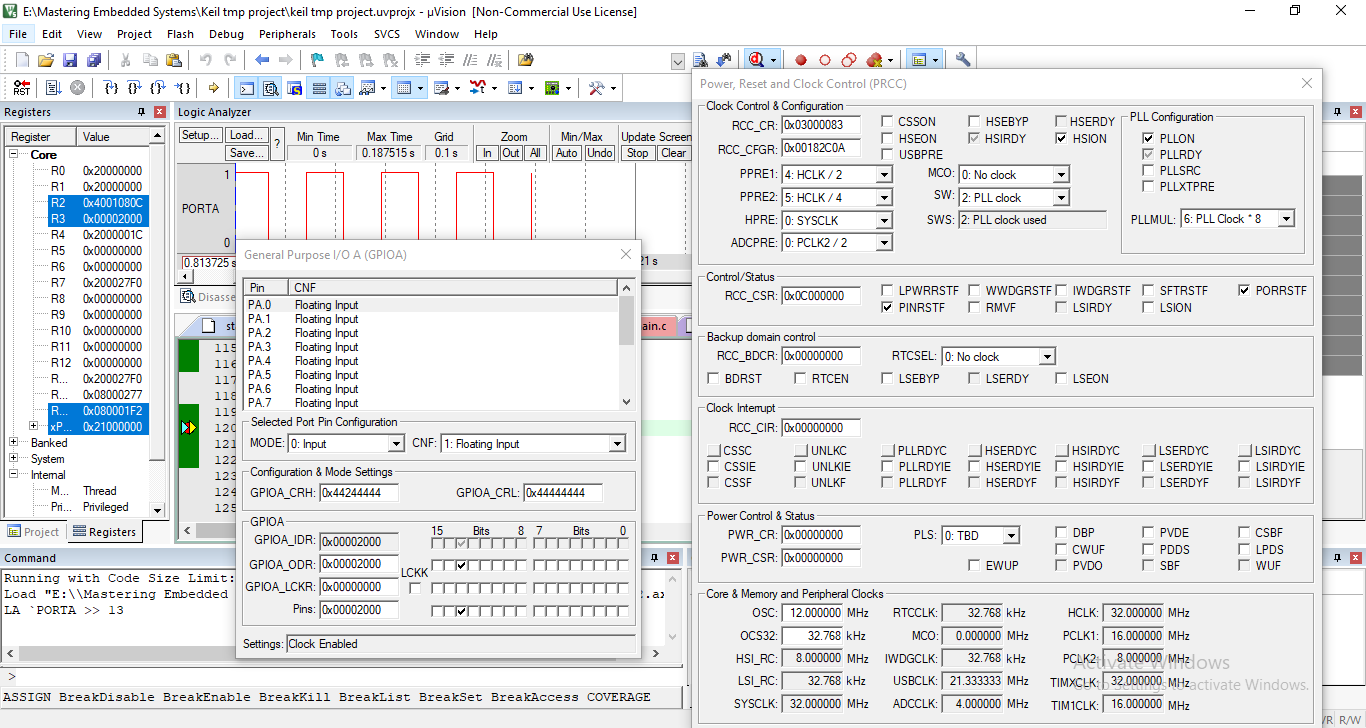 E:\Mastering Embedded Systems\Keil tmp project\keil tmp project.uvprojx - µVision [Non-Commercial Use License]
File Edit View Project Flash Debug Peripherals Tools SVCS Window Help
Registers
Register Value
Core
R0 0x20000000
R1 0x20000000
R2 0x4001080C
R3 0x00002000
R4 0x2000001C
R5 0x00000000
R6 0x00000000
R7 0x200027F0
R8 0x00000000
R9 0x00000000
R10 0x00000000
R11 0x00000000
R12 0x00000000
R... 0x200027F0
R... 0x08000277
R... 0x080001F2
xP... 0x21000000
Banked
System
Internal
M... Thread
Pri... Privileged
Project Registers
Logic Analyzer
Setup... Load... ? Min Time Max Time Grid Zoom Min/Max Update Screen
Save... 0 s 0.187515 s 0.1 s In Out All Auto Undo Stop Clear
1
PORTA
0
0.813725 s
21 s
Disasse
st
ain.c
115
116
117
118
119
120
121
122
123
124
125
General Purpose I/O A (GPIOA)
Pin CNF
PA.0 Floating Input
PA.1 Floating Input
PA.2 Floating Input
PA.3 Floating Input
PA.4 Floating Input
PA.5 Floating Input
PA.6 Floating Input
PA.7 Floating Input
Selected Port Pin Configuration
MODE: 0: Input CNF: 1: Floating Input
Configuration & Mode Settings
GPIOA_CRH: 0x44244444 GPIOA_CRL: 0x44444444
GPIOA
15 Bits 8 7 Bits 0
GPIOA_IDR: 0x00002000
GPIOA_ODR: 0x00002000
LCKK
GPIOA_LCKR: 0x00000000
Pins: 0x00002000
Settings: Clock Enabled
Command
Running with Code Size Limit:
Load "E:\\Mastering Embedded
2.a
LA `PORTA >> 13
>
ASSIGN BreakDisable BreakEnable BreakKill BreakList BreakSet BreakAccess COVERAGE
Power, Reset and Clock Control (PRCC)
Clock Control & Configuration
RCC_CR: 0x03000083 CSSON HSEBYP HSERDY
HSEON HSIRDY HSION
RCC_CFGR: 0x00182C0A USBPRE
PPRE1: 4: HCLK / 2 MCO: 0: No clock
PPRE2: 5: HCLK / 4 SW: 2: PLL clock
HPRE: 0: SYSCLK SWS: 2: PLL clock used
ADCPRE: 0: PCLK2 / 2
PLL Configuration
PLLON
PLLRDY
PLLSRC
PLLXTPRE
PLLMUL: 6: PLL Clock * 8
Control/Status
RCC_CSR: 0x0C000000 LPWRRSTF WWDGRSTF IWDGRSTF SFTRSTF PORRSTF
PINRSTF RMVF LSIRDY LSION
Backup domain control
RCC_BDCR: 0x00000000 RTCSEL: 0: No clock
BDRST RTCEN LSEBYP LSERDY LSEON
Clock Interrupt
RCC_CIR: 0x00000000
CSSC UNLKC PLLRDYC HSERDYC HSIRDYC LSERDYC LSIRDYC
CSSIE UNLKIE PLLRDYIE HSERDYIE HSIRDYIE LSERDYIE LSIRDYIE
CSSF UNLKF PLLRDYF HSERDYF HSIRDYF LSERDYF LSIRDYF
Power Control & Status
PWR_CR: 0x00000000 PLS: 0: TBD DBP PVDE CSBF
CWUF PDDS LPDS
PWR_CSR: 0x00000000 EWUP PVDO SBF WUF
Core & Memory and Peripheral Clocks
OSC: 12.000000 MHz RTCCLK: 32.768 kHz HCLK: 32.000000 MHz
OCS32: 32.768 kHz MCO: 0.000000 MHz PCLK1: 16.000000 MHz
HSI_RC: 8.000000 MHz IWDGCLK: 32.768 kHz PCLK2: 8.000000 MHz
LSI_RC: 32.768 kHz USBCLK: 21.333333 MHz TIMXCLK: 32.000000 MHz
SYSCLK: 32.000000 MHz ADCCLK: 4.000000 MHz TIM1CLK: 16.000000 MHz
Activate Windows
Go to Settings to activate Windows.
/R R/W